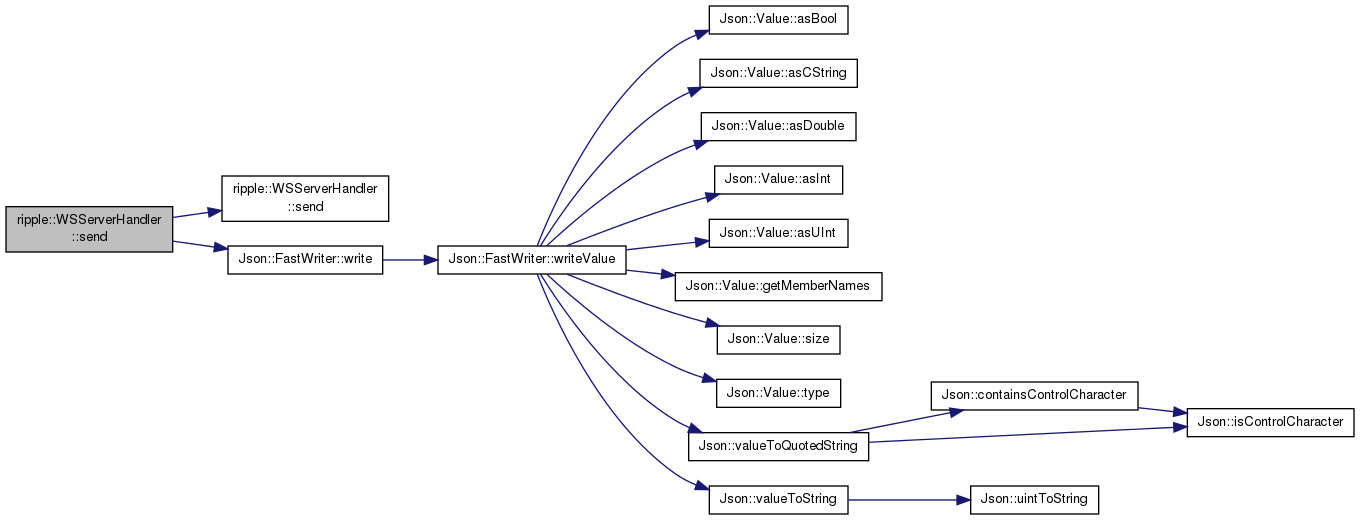 ripple::WSServerHandler
::send
ripple::WSServerHandler
::send
Json::FastWriter::write
Json::FastWriter::writeValue
Json::Value::asBool
Json::Value::asCString
Json::Value::asDouble
Json::Value::asInt
Json::Value::asUInt
Json::Value::getMemberNames
Json::Value::size
Json::Value::type
Json::valueToQuotedString
Json::valueToString
Json::containsControlCharacter
Json::isControlCharacter
Json::uintToString